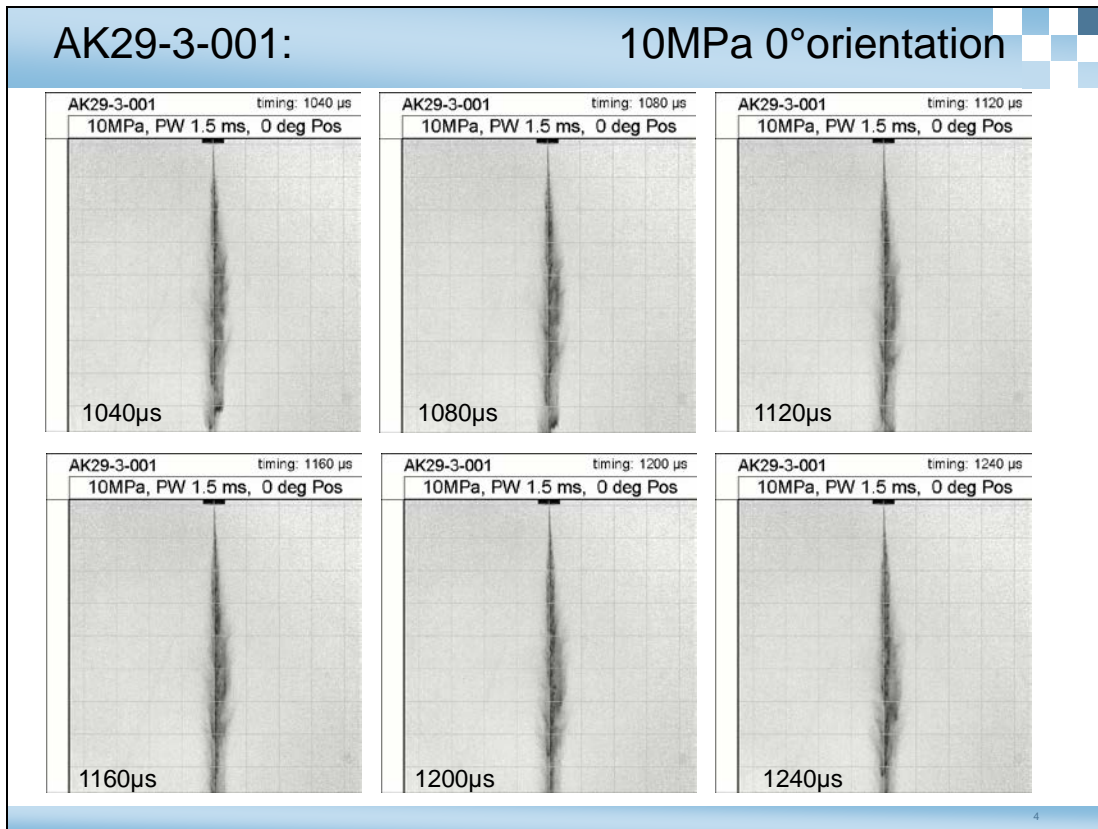 AK29-3-001: 10MPa 0°orientation
AK29-3-001 timing: 1040 µs
10MPa, PW 1.5 ms, 0 deg Pos
1040µs
AK29-3-001 timing: 1080 µs
10MPa, PW 1.5 ms, 0 deg Pos
1080µs
AK29-3-001 timing: 1120 µs
10MPa, PW 1.5 ms, 0 deg Pos
1120µs
AK29-3-001 timing: 1160 µs
10MPa, PW 1.5 ms, 0 deg Pos
1160µs
AK29-3-001 timing: 1200 µs
10MPa, PW 1.5 ms, 0 deg Pos
1200µs
AK29-3-001 timing: 1240 µs
10MPa, PW 1.5 ms, 0 deg Pos
1240µs
4